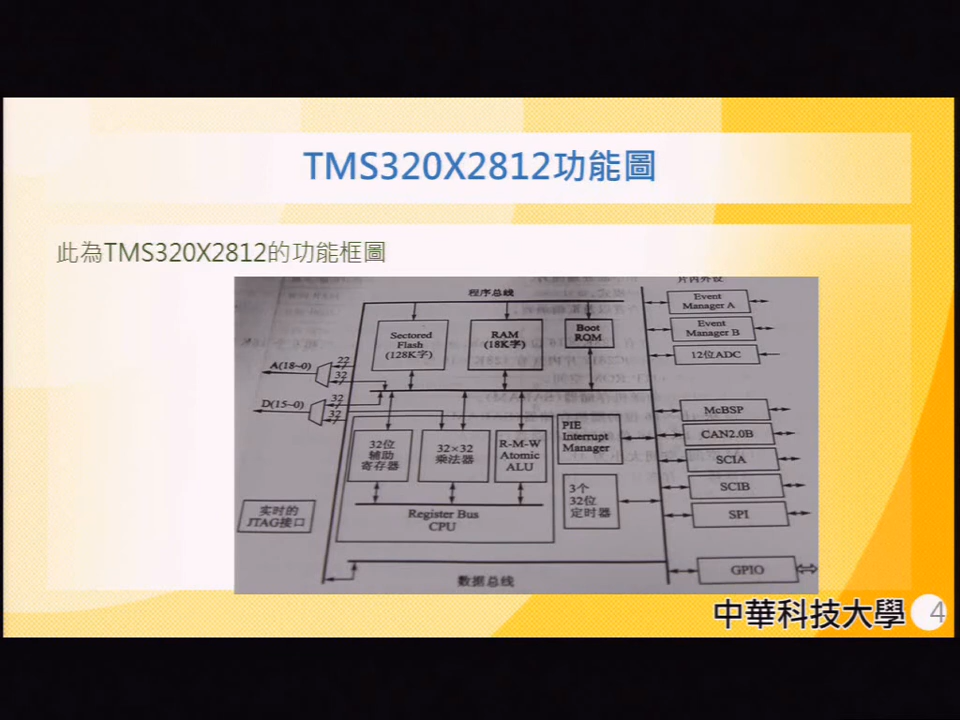 TMS320X2812功能圖
此為TMS320X2812的功能框圖
程序总线
片内外设
Sectored
Flash
(128K字)
RAM
(18K字)
Boot
ROM
Event
Manager A
Event
Manager B
12位ADC
A(18~0)
22
32
D(15~0)
32
32
McBSP
CAN2.0B
SCIA
SCIB
SPI
GPIO
32位
辅助
寄存器
32×32
乘法器
R-M-W
Atomic
ALU
PIE
Interrupt
Manager
3个
32位
定时器
Register Bus
CPU
实时的
JTAG接口
数据总线
中華科技大學
4